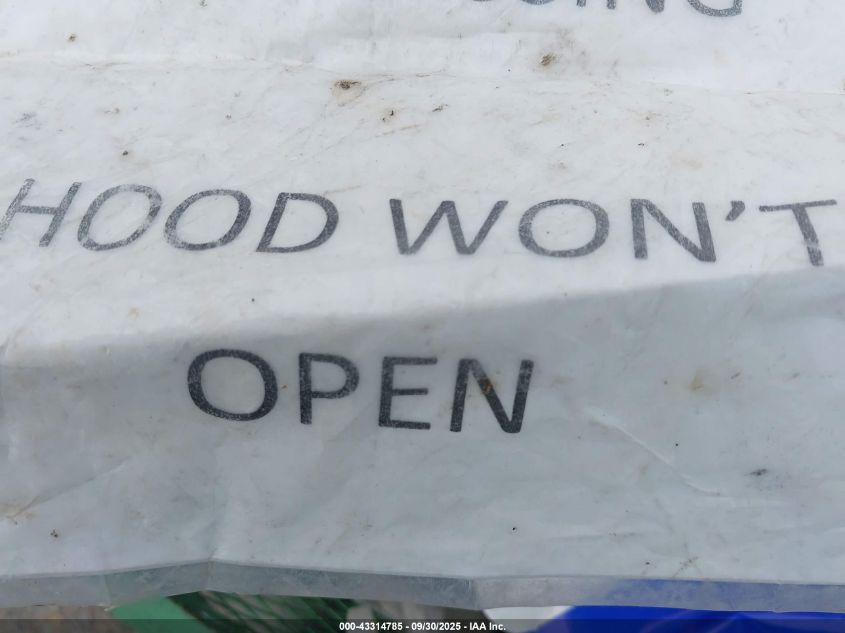 HOOD WON'T
OPEN
000-43314785 - 09/30/2025 - IAA Inc.